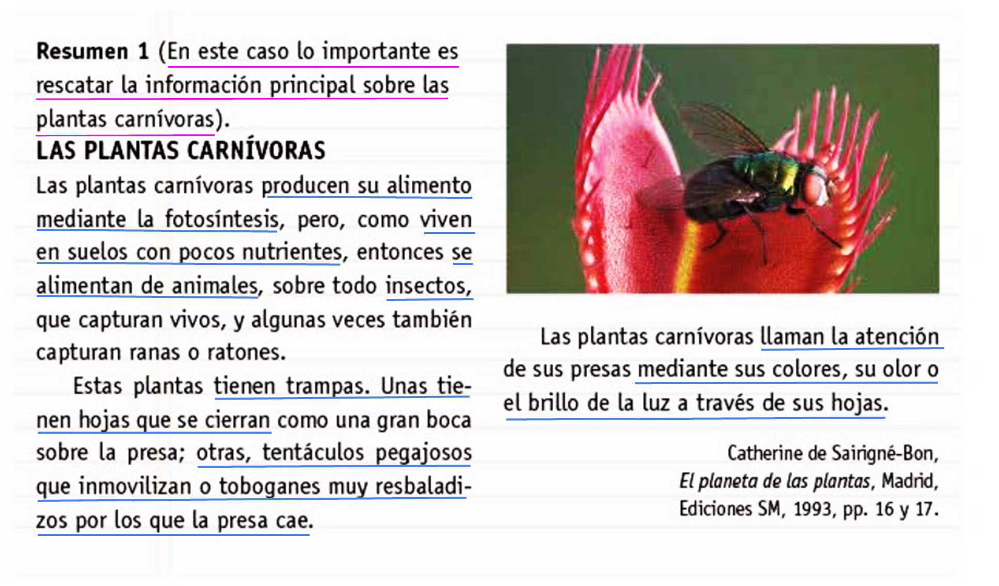 Resumen 1 (En este caso lo importante es
rescatar la información principal sobre las
plantas carnívoras).
LAS PLANTAS CARNÍVORAS
Las plantas carnívoras producen su alimento
mediante la fotosíntesis, pero, como viven
en suelos con pocos nutrientes, entonces se
alimentan de animales, sobre todo insectos,
que capturan vivos, y algunas veces también
capturan ranas o ratones.
Estas plantas tienen trampas. Unas tie-
nen hojas que se cierran como una gran boca
sobre la presa; otras, tentáculos pegajosos
que inmovilizan o toboganes muy resbaladi-
zos por los que la presa cae.
Las plantas carnívoras llaman la atención
de sus presas mediante sus colores, su olor o
el brillo de la luz a través de sus hojas.
Catherine de Sairigné-Bon,
El planeta de las plantas, Madrid,
Ediciones SM, 1993, pp. 16 y 17.